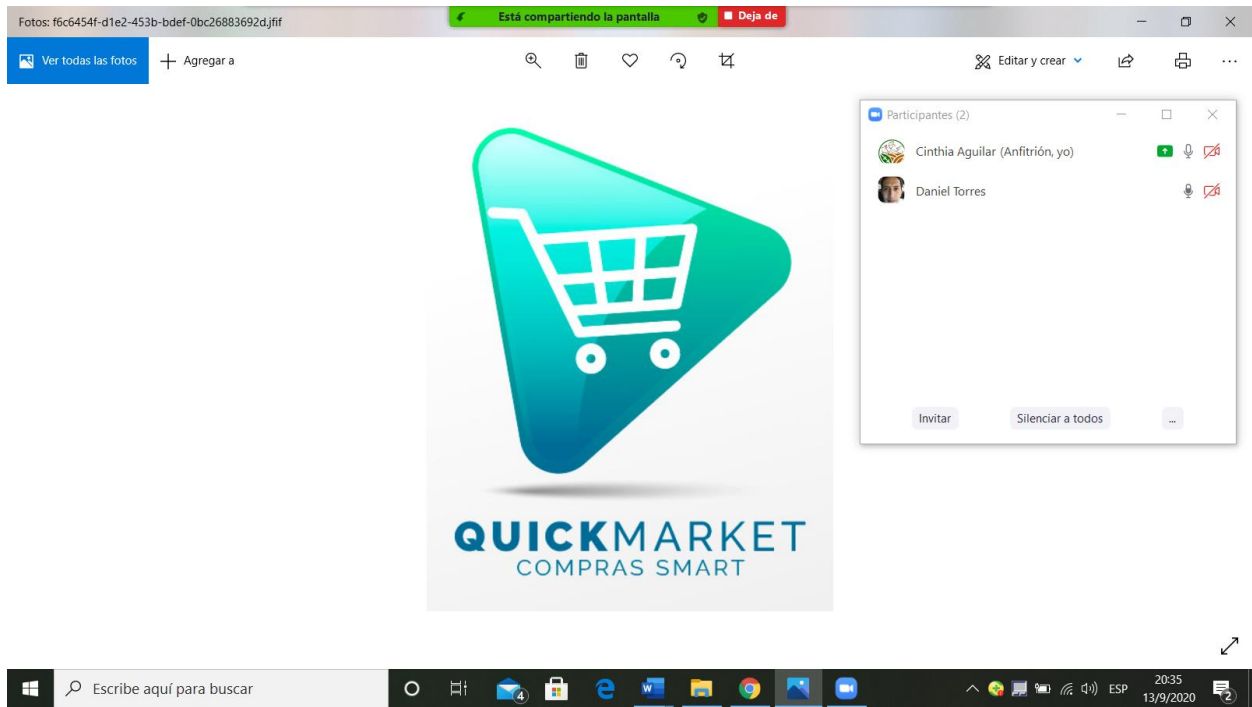 Fotos: f6c6454f-d1e2-453b-bdef-0bc26883692d.jfif
Está compartiendo la pantalla
Deja de
Ver todas las fotos
Agregar a
Editar y crear
Participantes (2)
Cinthia Aguilar (Anfitrión, yo)
Daniel Torres
Invitar
Silenciar a todos
...
QUICKMARKET
COMPRAS SMART
Escribe aquí para buscar
4
ESP
20:35
13/9/2020
2